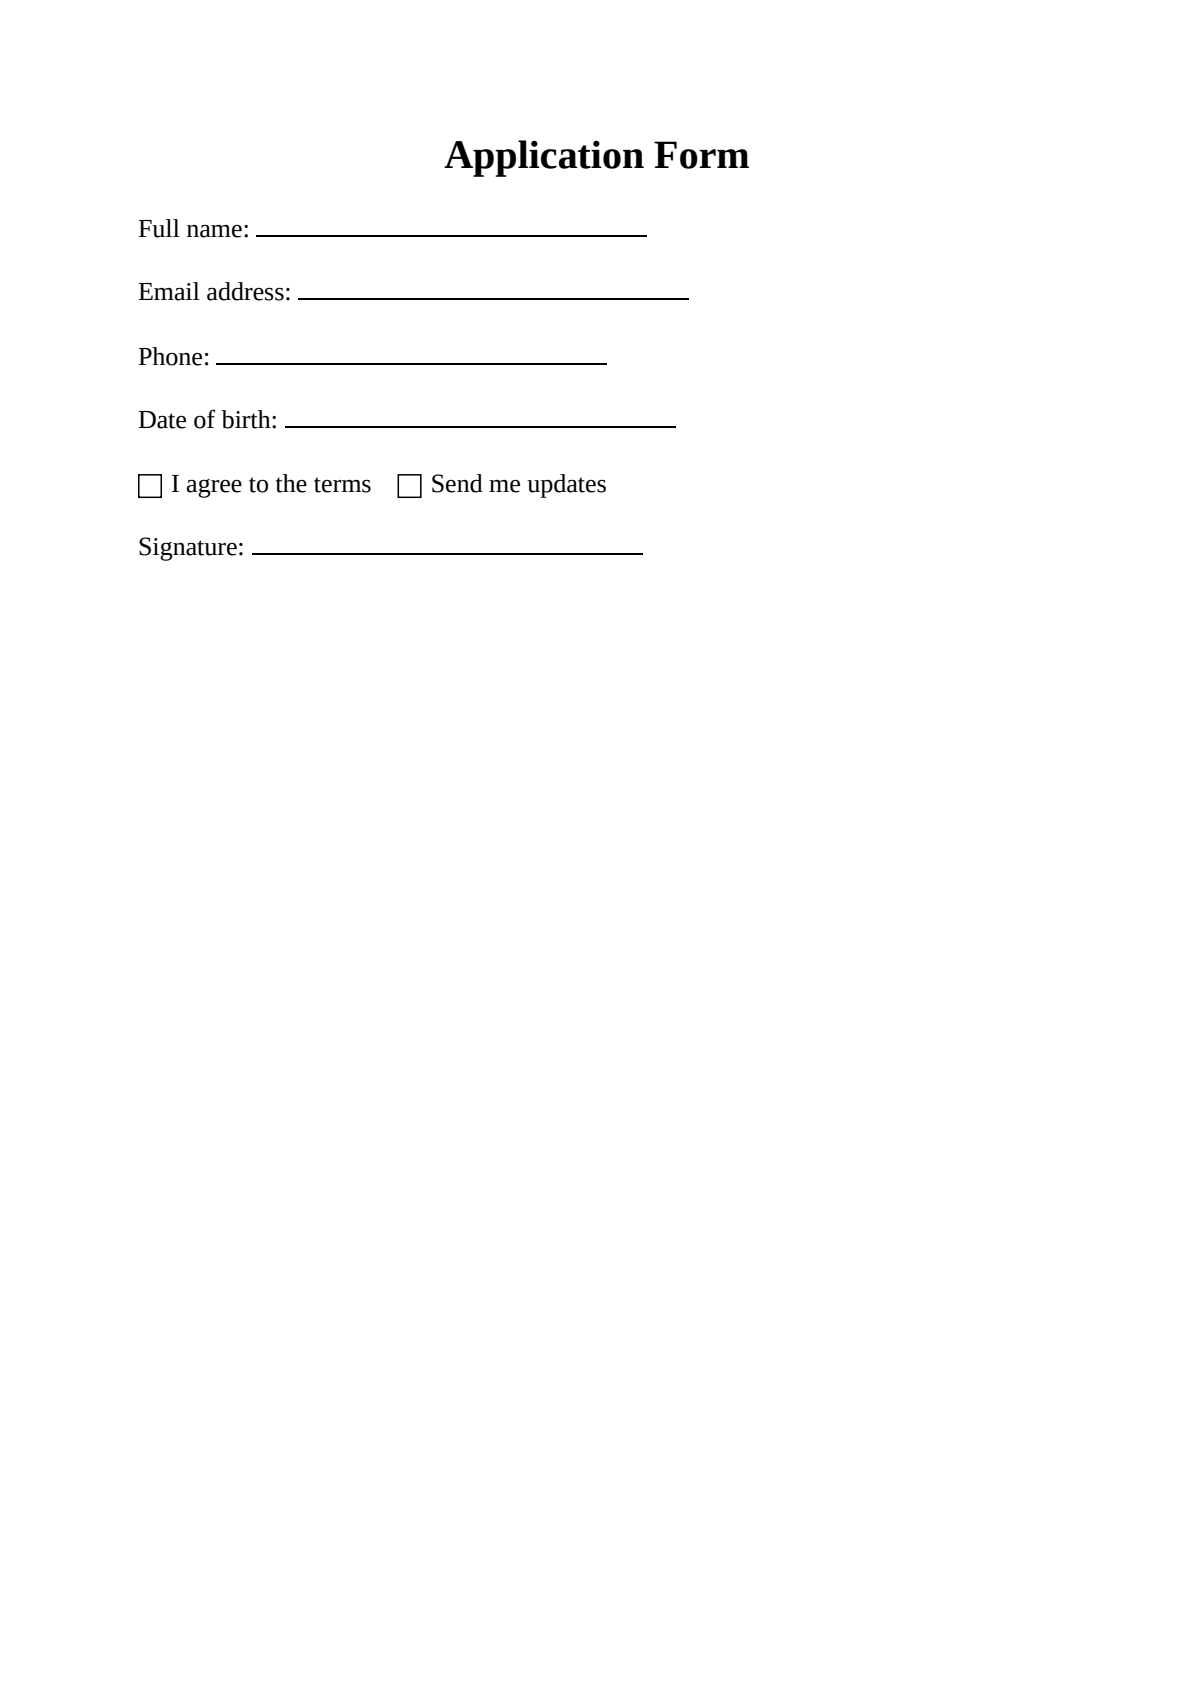 Application Form
Full name:
Email address:
Phone:
Date of birth:
I agree to the terms Send me updates
Signature: